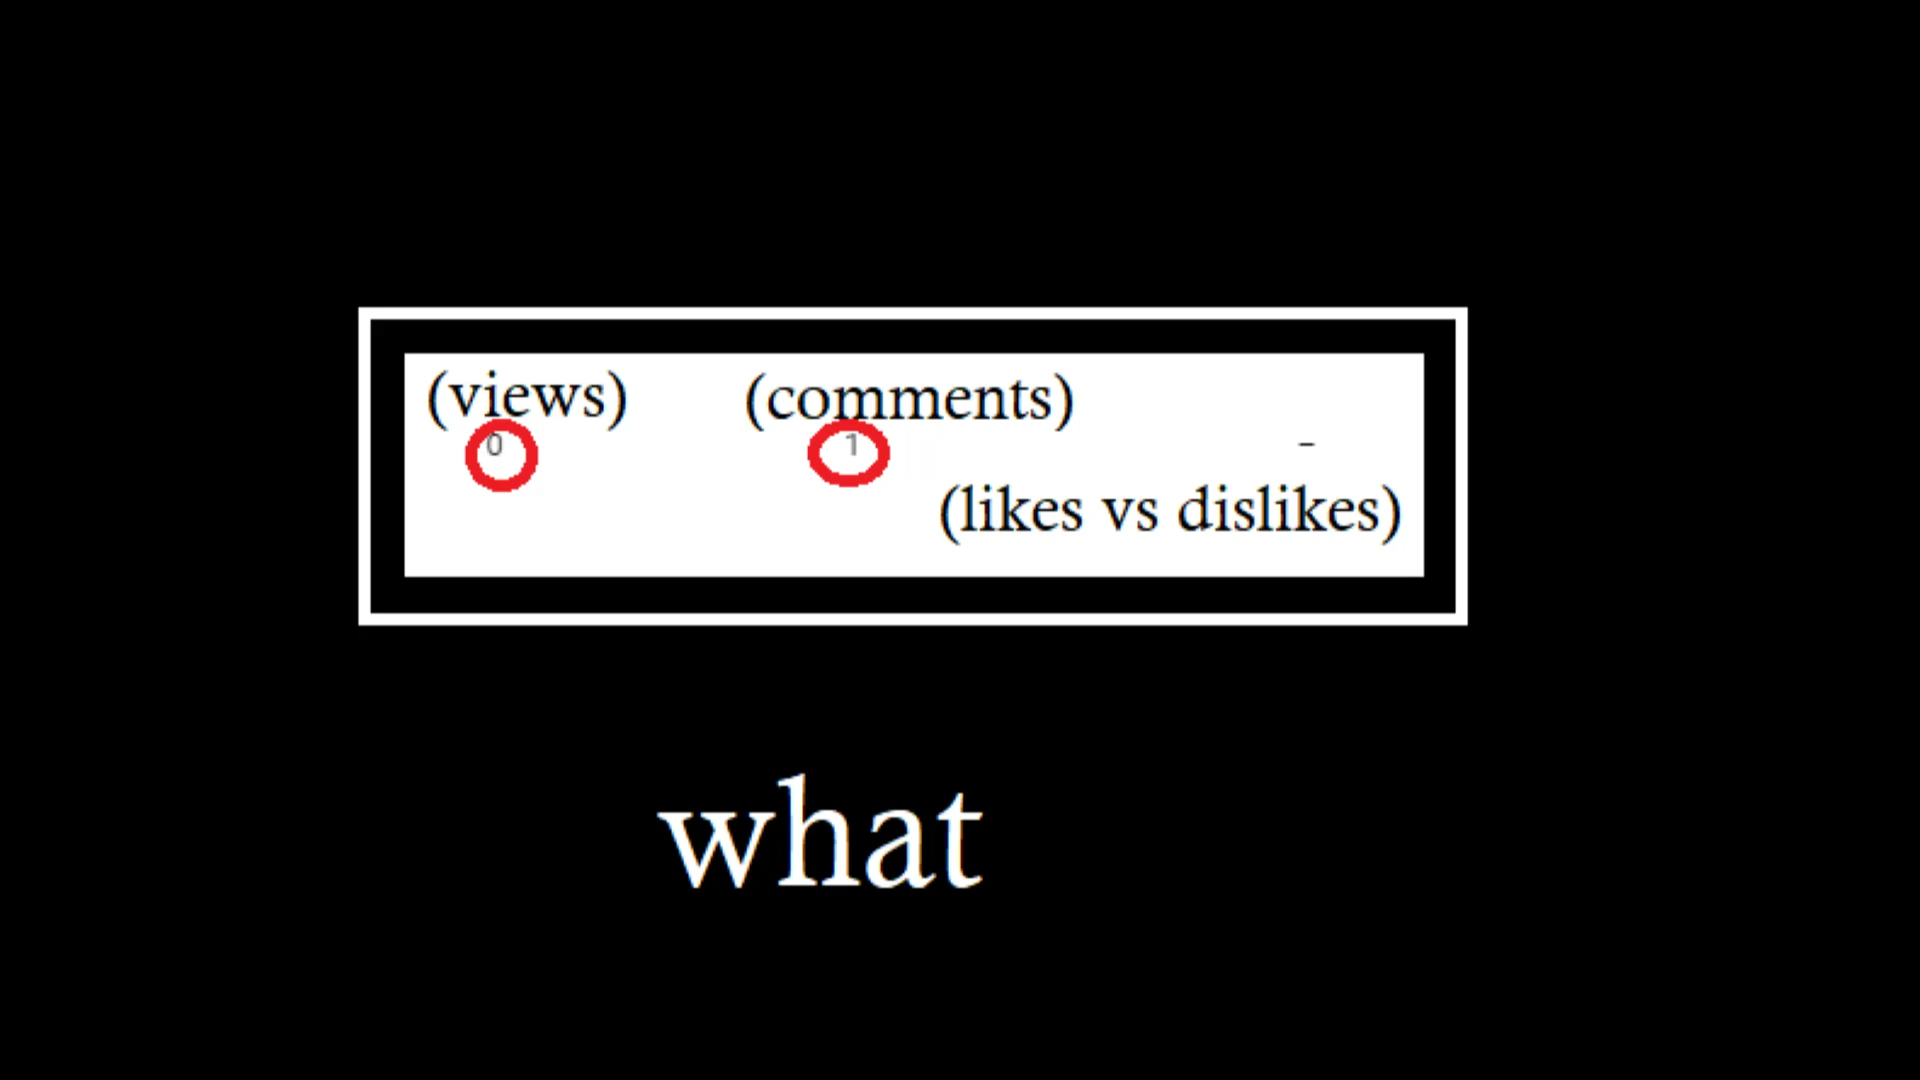 (views) (comments)
0 1 –
(likes vs dislikes)
what